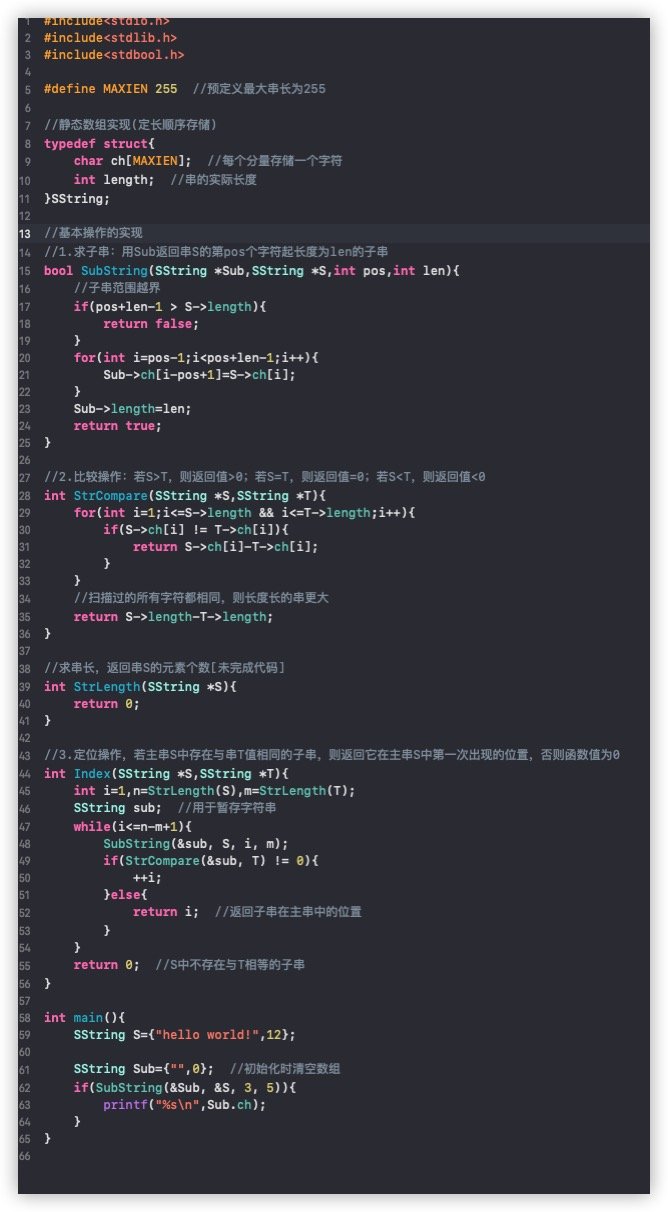 1 #include<stdio.h>
2 #include<stdlib.h>
3 #include<stdbool.h>
4
5 #define MAXIEN 255  //预定义最大串长为255
6
7 //静态数组实现(定长顺序存储)
8 typedef struct{
9     char ch[MAXIEN];  //每个分量存储一个字符
10     int length;  //串的实际长度
11 }SString;
12
13 //基本操作的实现
14 //1.求子串：用Sub返回串S的第pos个字符起长度为len的子串
15 bool SubString(SString *Sub,SString *S,int pos,int len){
16     //子串范围越界
17     if(pos+len-1 > S->length){
18         return false;
19     }
20     for(int i=pos-1;i<pos+len-1;i++){
21         Sub->ch[i-pos+1]=S->ch[i];
22     }
23     Sub->length=len;
24     return true;
25 }
26
27 //2.比较操作：若S>T，则返回值>0；若S=T，则返回值=0；若S<T，则返回值<0
28 int StrCompare(SString *S,SString *T){
29     for(int i=1;i<=S->length && i<=T->length;i++){
30         if(S->ch[i] != T->ch[i]){
31             return S->ch[i]-T->ch[i];
32         }
33     }
34     //扫描过的所有字符都相同，则长度长的串更大
35     return S->length-T->length;
36 }
37
38 //求串长，返回串S的元素个数[未完成代码]
39 int StrLength(SString *S){
40     return 0;
41 }
42
43 //3.定位操作，若主串S中存在与串T值相同的子串，则返回它在主串S中第一次出现的位置，否则函数值为0
44 int Index(SString *S,SString *T){
45     int i=1,n=StrLength(S),m=StrLength(T);
46     SString sub;  //用于暂存字符串
47     while(i<=n-m+1){
48         SubString(&sub, S, i, m);
49         if(StrCompare(&sub, T) != 0){
50             ++i;
51         }else{
52             return i;  //返回子串在主串中的位置
53         }
54     }
55     return 0;  //S中不存在与T相等的子串
56 }
57
58 int main(){
59     SString S={"hello world!",12};
60
61     SString Sub={"",0};  //初始化时清空数组
62     if(SubString(&Sub, &S, 3, 5)){
63         printf("%s\n",Sub.ch);
64     }
65 }
66